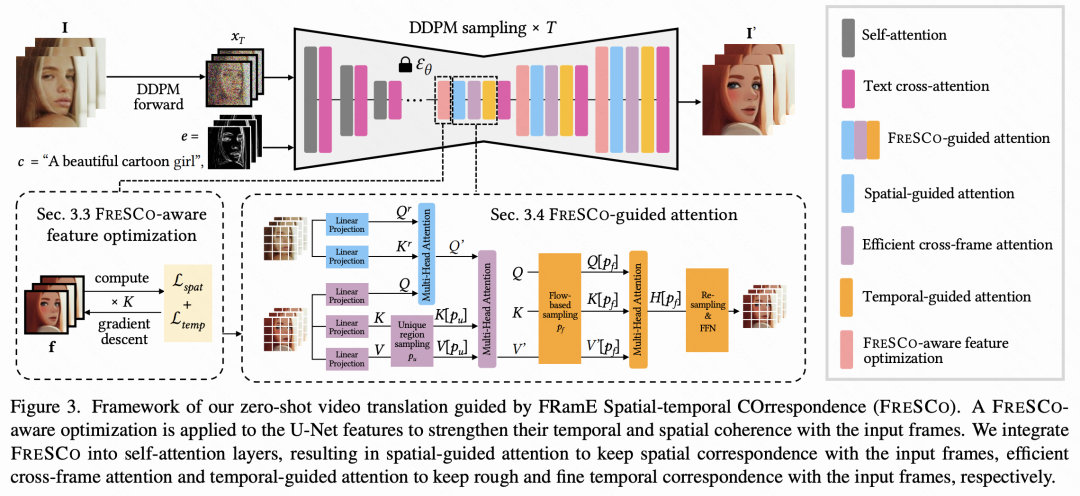 I
DDPM forward
x_T
e =
c = “A beautiful cartoon girl”,
DDPM sampling × T
ε_θ
I’
Self-attention
Text cross-attention
FRESCO-guided attention
Spatial-guided attention
Efficient cross-frame attention
Temporal-guided attention
FRESCO-aware feature
optimization
Sec. 3.3 FRESCO-aware
feature optimization
compute
× K
gradient
descent
f
L_spat
+
L_temp
Sec. 3.4 FRESCO-guided attention
Linear
Projection
Q^r
Linear
Projection
K^r
Linear
Projection
Q
Linear
Projection
K
Linear
Projection
V
Multi-Head Attention
Q’
Unique
region
sampling
p_u
K[p_u]
V[p_u]
Multi-Head Attention
Q
K
V’
Flow-
based
sampling
p_f
Q[p_f]
K[p_f]
V’[p_f]
Multi-Head Attention
H[p_f]
Re-
sampling
&
FFN
Figure 3. Framework of our zero-shot video translation guided by FRamE Spatial-temporal COrrespondence (FRESCO). A FRESCO-
aware optimization is applied to the U-Net features to strengthen their temporal and spatial coherence with the input frames. We integrate
FRESCO into self-attention layers, resulting in spatial-guided attention to keep spatial correspondence with the input frames, efficient
cross-frame attention and temporal-guided attention to keep rough and fine temporal correspondence with the input frames, respectively.